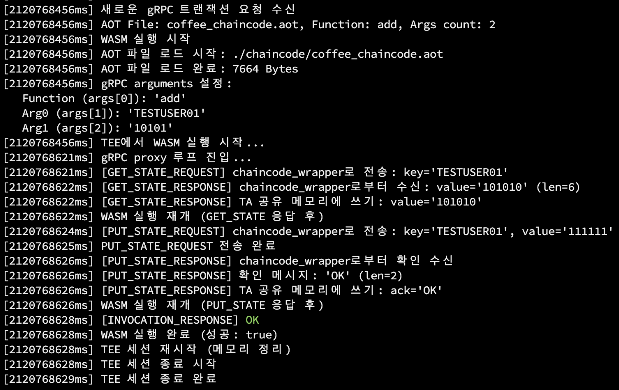 [2120768456ms] 새로운 gRPC 트랜잭션 요청 수신
[2120768456ms] AOT File: coffee_chaincode.aot, Function: add, Args count: 2
[2120768456ms] WASM 실행 시작
[2120768456ms] AOT 파일 로드 시작: ./chaincode/coffee_chaincode.aot
[2120768456ms] AOT 파일 로드 완료: 7664 Bytes
[2120768456ms] gRPC arguments 설정:
Function (args[0]): 'add'
Arg0 (args[1]): 'TESTUSER01'
Arg1 (args[2]): '10101'
[2120768456ms] TEE에서 WASM 실행 시작...
[2120768621ms] gRPC proxy 루프 진입...
[2120768621ms] [GET_STATE_REQUEST] chaincode_wrapper로 전송: key='TESTUSER01'
[2120768622ms] [GET_STATE_RESPONSE] chaincode_wrapper로부터 수신: value='101010' (len=6)
[2120768622ms] [GET_STATE_RESPONSE] TA 공유 메모리에 쓰기: value='101010'
[2120768622ms] WASM 실행 재개 (GET_STATE 응답 후)
[2120768624ms] [PUT_STATE_REQUEST] chaincode_wrapper로 전송: key='TESTUSER01', value='111111'
[2120768625ms] PUT_STATE_REQUEST 전송 완료
[2120768626ms] [PUT_STATE_RESPONSE] chaincode_wrapper로부터 확인 수신
[2120768626ms] [PUT_STATE_RESPONSE] 확인 메시지: 'OK' (len=2)
[2120768626ms] [PUT_STATE_RESPONSE] TA 공유 메모리에 쓰기: ack='OK'
[2120768626ms] WASM 실행 재개 (PUT_STATE 응답 후)
[2120768628ms] [INVOCATION_RESPONSE] OK
[2120768628ms] WASM 실행 완료 (성공: true)
[2120768628ms] TEE 세션 재시작 (메모리 정리)
[2120768628ms] TEE 세션 종료 시작
[2120768629ms] TEE 세션 종료 완료